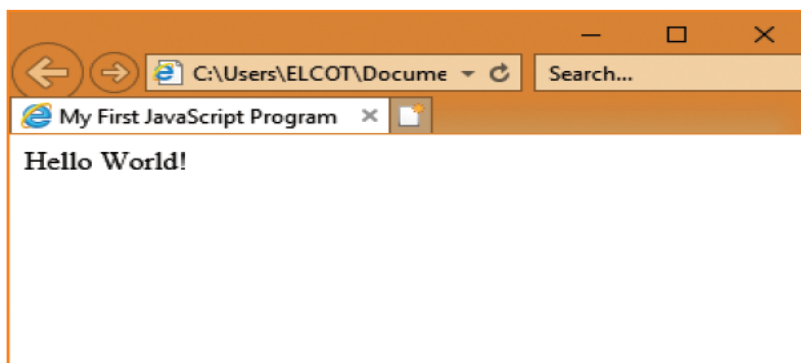 C:\Users\ELCOT\Docume Search...
My First JavaScript Program
Hello World!